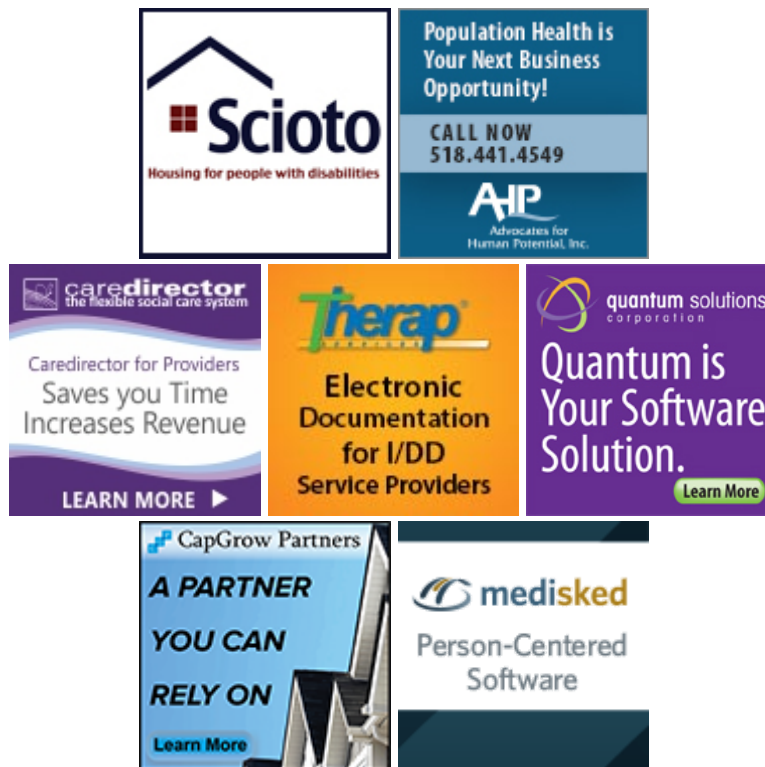 Scioto
Housing for people with disabilities
Population Health is
Your Next Business
Opportunity!
CALL NOW
518.441.4549
AHP
Advocates for
Human Potential, Inc.
caredirector
the flexible social care system
Caredirector for Providers
Saves you Time
Increases Revenue
LEARN MORE
Therap®
SERVICES
Electronic
Documentation
for I/DD
Service Providers
quantum solutions
corporation
Quantum is
Your Software
Solution.
Learn More
CapGrow Partners
A PARTNER
YOU CAN
RELY ON
Learn More
medisked
Person-Centered
Software